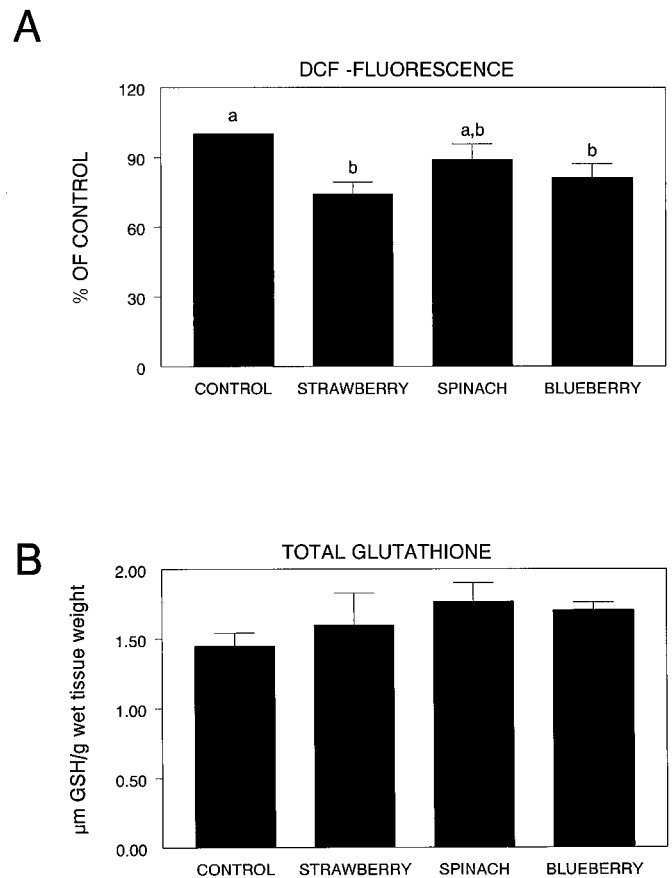 A
DCF -FLUORESCENCE
% OF CONTROL
120
90
60
30
0
a
b
a,b
b
CONTROL STRAWBERRY SPINACH BLUEBERRY
B
TOTAL GLUTATHIONE
µm GSH/g wet tissue weight
2.00
1.50
1.00
0.50
0.00
CONTROL STRAWBERRY SPINACH BLUEBERRY